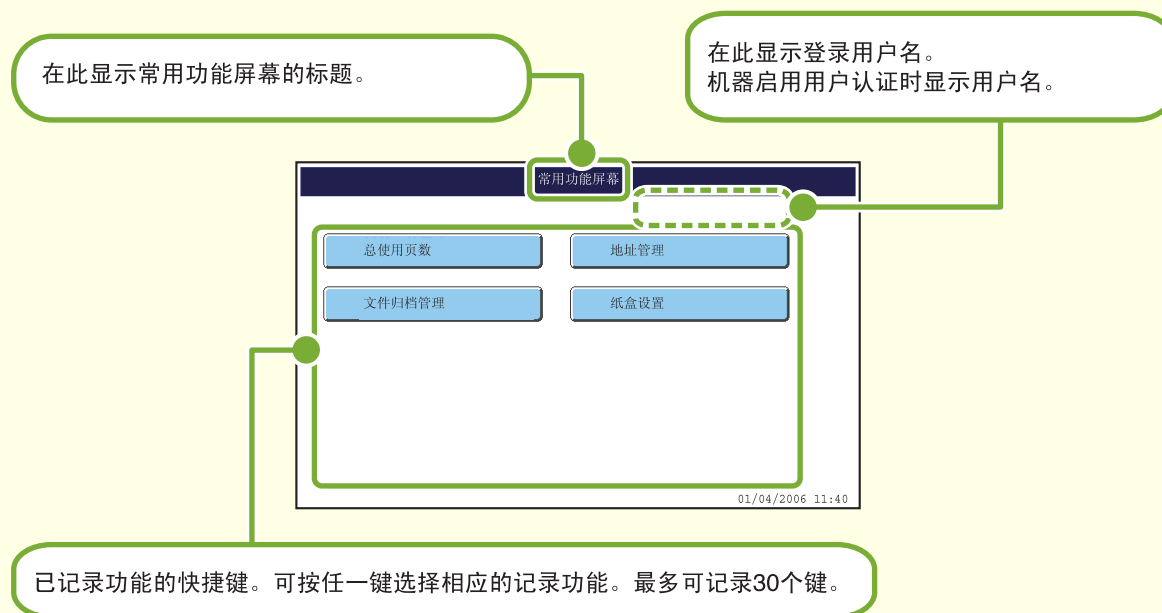 在此显示常用功能屏幕的标题。
在此显示登录用户名。
机器启用用户认证时显示用户名。
常用功能屏幕
总使用页数
地址管理
文件归档管理
纸盒设置
01/04/2006 11:40
已记录功能的快捷键。可按任一键选择相应的记录功能。最多可记录30个键。